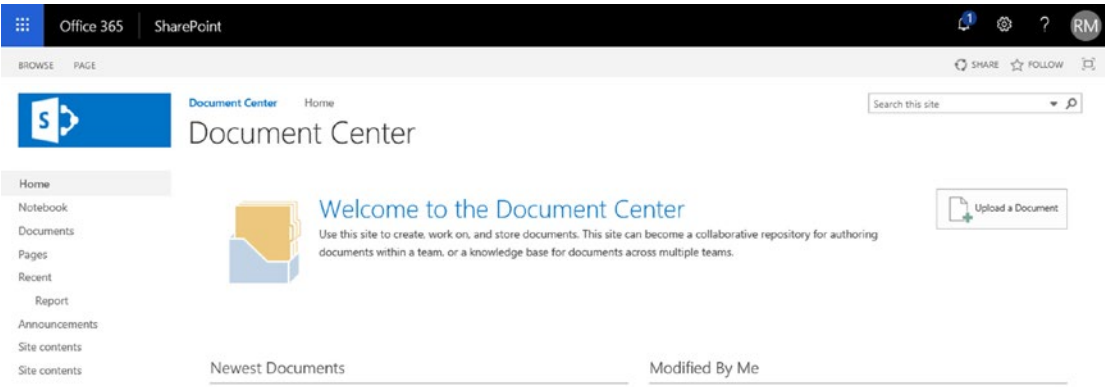 Office 365 SharePoint 1 ? RM
BROWSE PAGE SHARE FOLLOW
S Document Center Home Search this site
Document Center
Home
Notebook
Documents
Pages
Recent
Report
Announcements
Site contents
Site contents
Welcome to the Document Center
Use this site to create, work on, and store documents. This site can become a collaborative repository for authoring
documents within a team, or a knowledge base for documents across multiple teams.
Upload a Document
Newest Documents Modified By Me